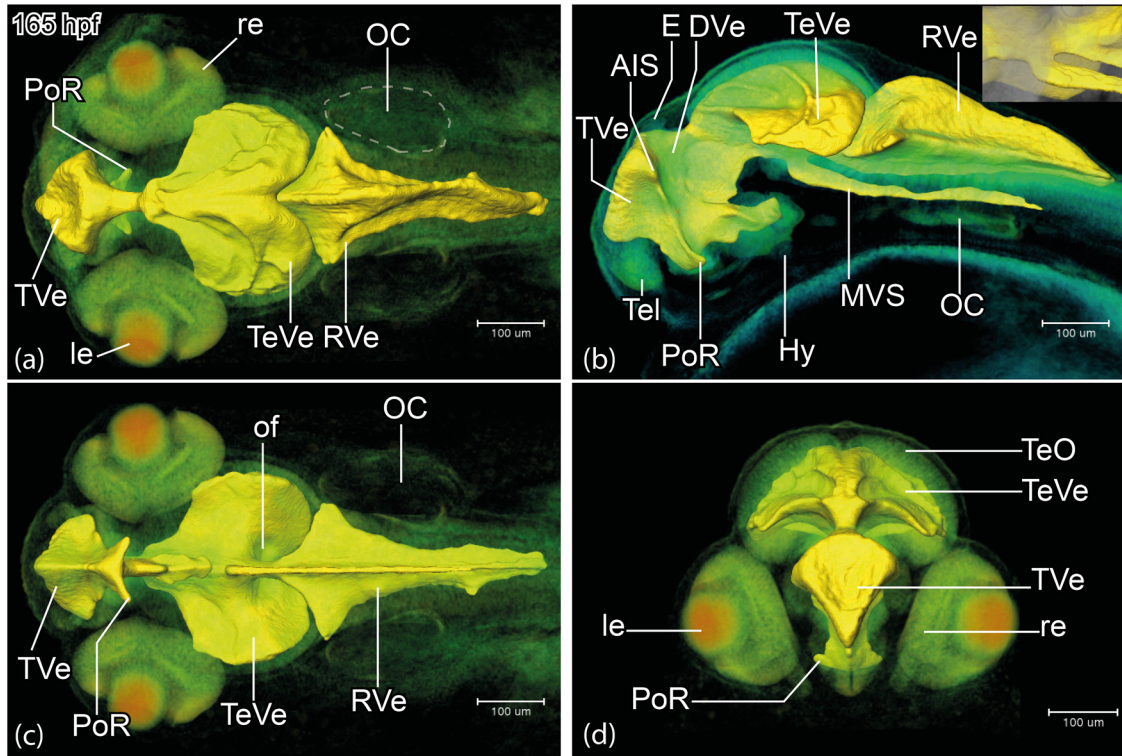 165 hpf
re
OC
PoR
TVe
le
TeVe
RVe
100 um
(a)
E
DVe
TeVe
RVe
AIS
TVe
Tel
PoR
Hy
MVS
OC
100 um
(b)
of
OC
TVe
PoR
TeVe
RVe
100 um
(c)
TeO
TeVe
TVe
le
re
PoR
100 um
(d)